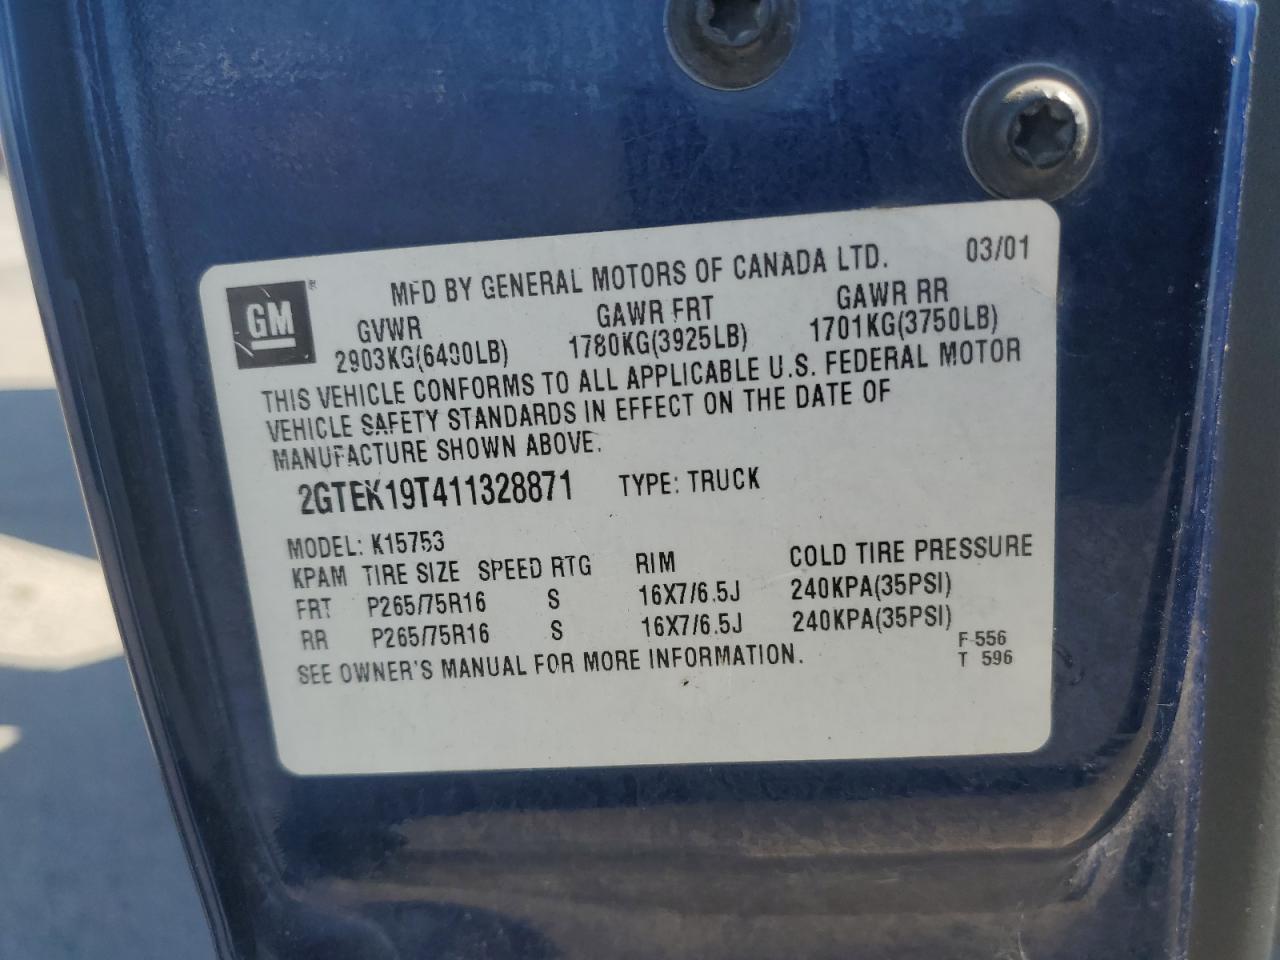 GM
MFD BY GENERAL MOTORS OF CANADA LTD. 03/01
GVWR GAWR FRT GAWR RR
2903KG(6400LB) 1780KG(3925LB) 1701KG(3750LB)
THIS VEHICLE CONFORMS TO ALL APPLICABLE U.S. FEDERAL MOTOR
VEHICLE SAFETY STANDARDS IN EFFECT ON THE DATE OF
MANUFACTURE SHOWN ABOVE.
2GTEK19T411328871 TYPE: TRUCK
MODEL: K15753
KPAM TIRE SIZE SPEED RTG RIM COLD TIRE PRESSURE
FRT P265/75R16 S 16X7/6.5J 240KPA(35PSI)
RR P265/75R16 S 16X7/6.5J 240KPA(35PSI)
SEE OWNER'S MANUAL FOR MORE INFORMATION.
F-556
T 596